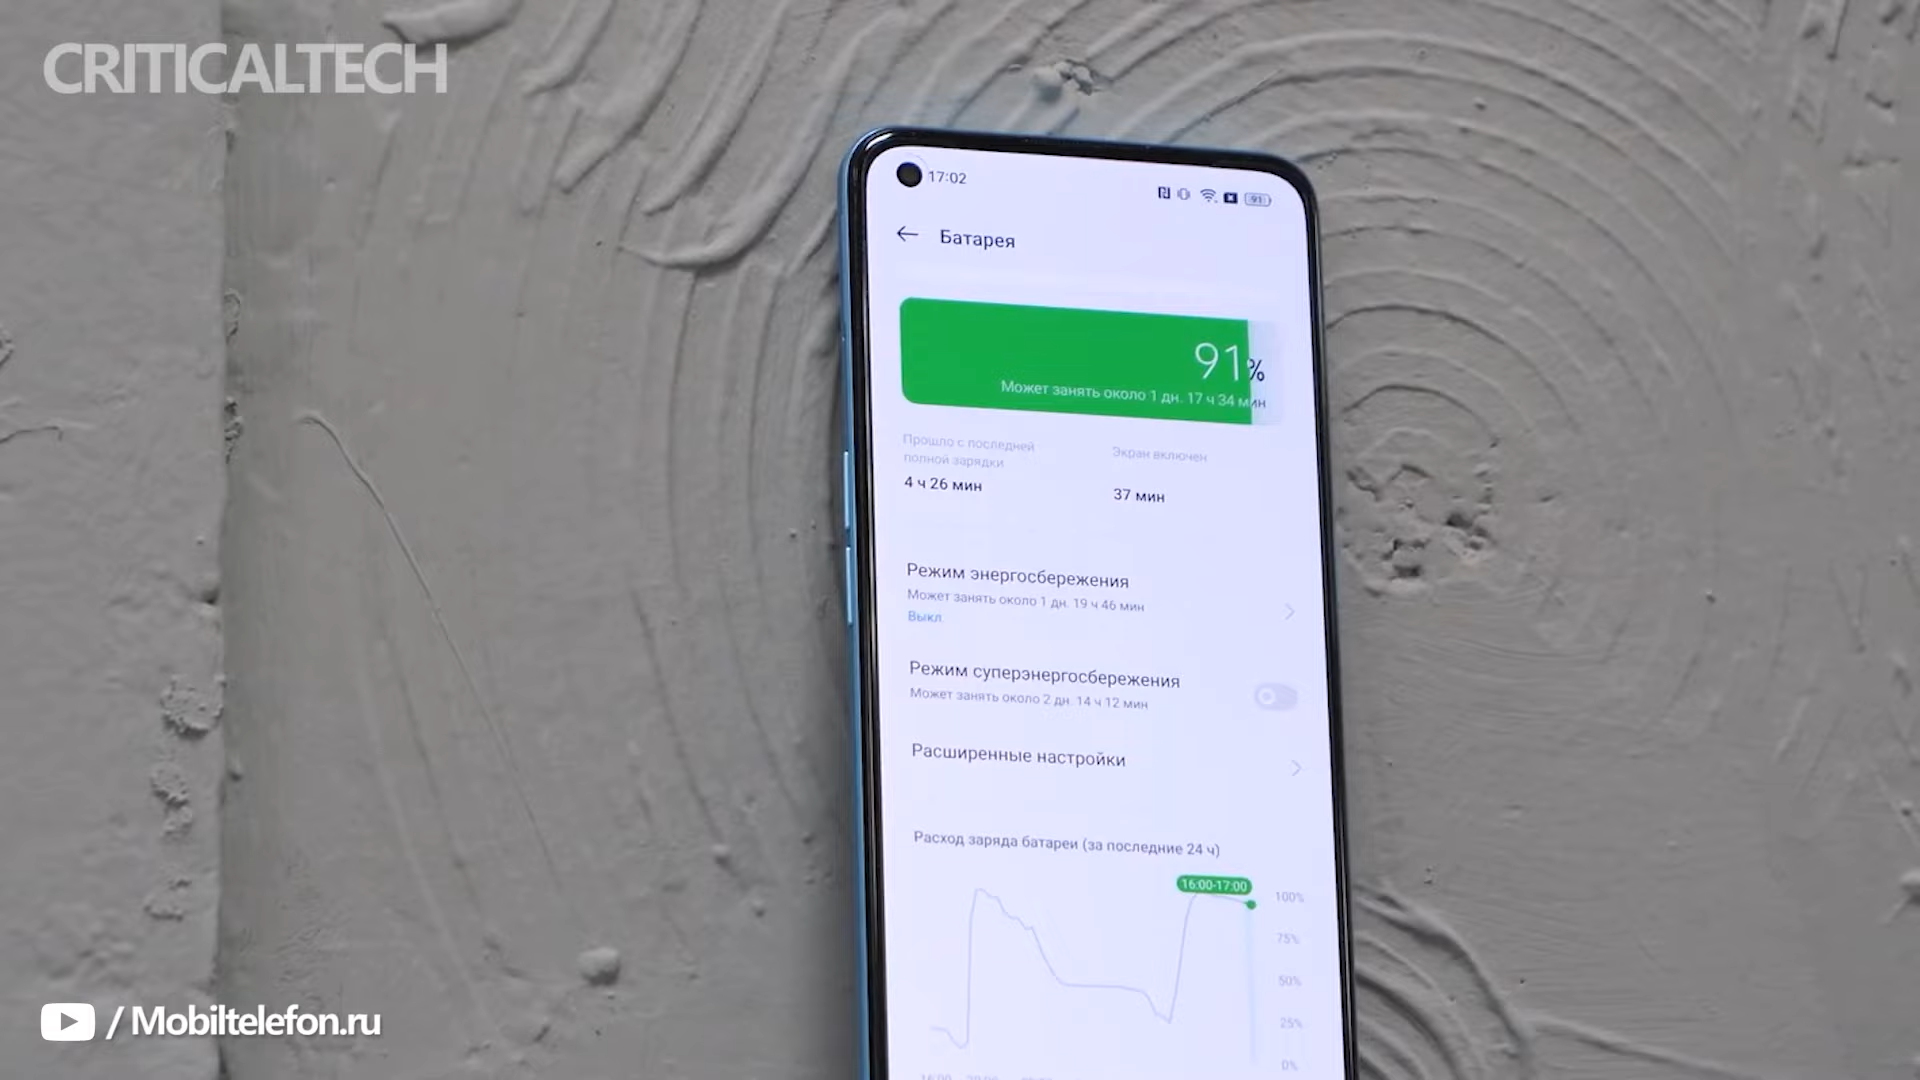 CRITICALTECH
17:02
91
Батарея
91%
Может занять около 1 дн. 17 ч 34 мин
Прошло с последней
полной зарядки
Экран включен
4 ч 26 мин
37 мин
Режим энергосбережения
Может занять около 1 дн. 19 ч 46 мин
Выкл
Режим суперэнергосбережения
Может занять около 2 дн. 14 ч 12 мин
Расширенные настройки
Расход заряда батареи (за последние 24 ч)
16:00-17:00
100%
75%
50%
25%
0%
/ Mobiltelefon.ru